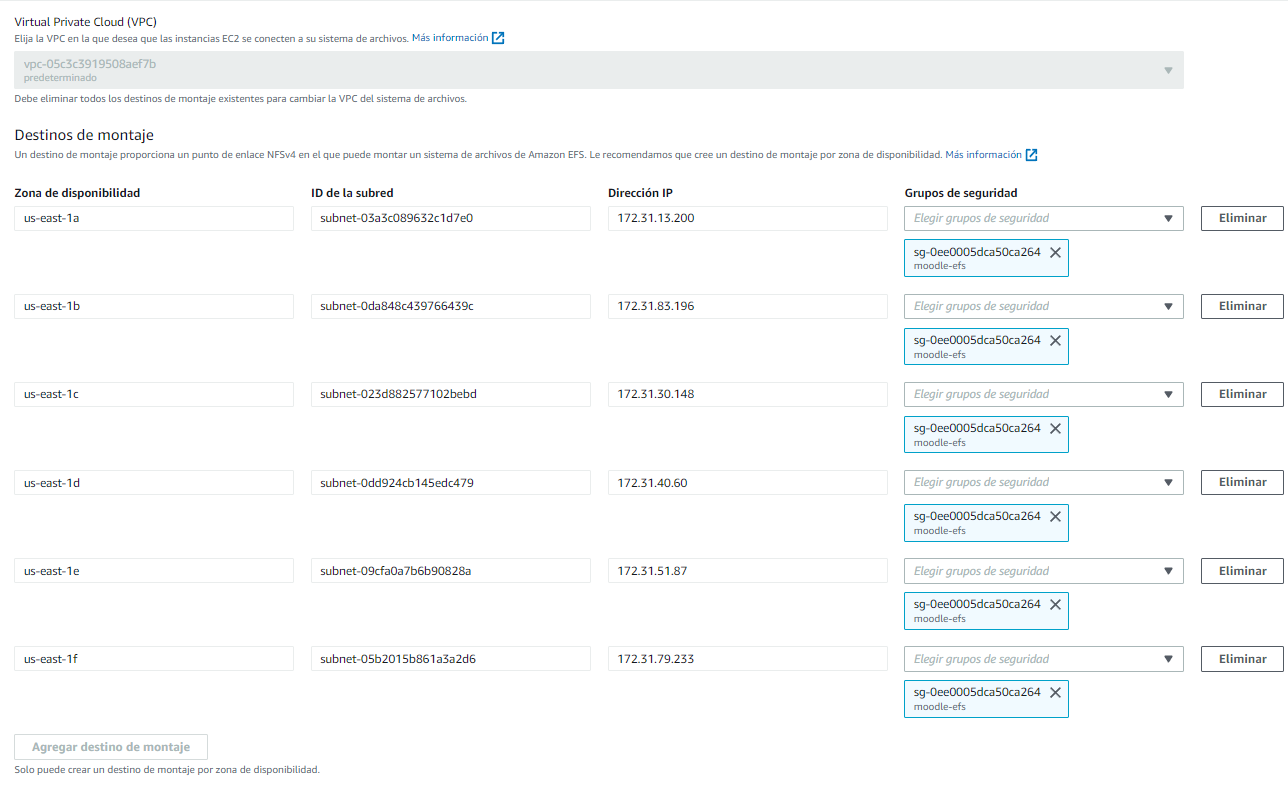 Virtual Private Cloud (VPC)
Elija la VPC en la que desea que las instancias EC2 se conecten a su sistema de archivos. Más información
vpc-05c3c3919508aef7b
predeterminado
Debe eliminar todos los destinos de montaje existentes para cambiar la VPC del sistema de archivos.
Destinos de montaje
Un destino de montaje proporciona un punto de enlace NFSv4 en el que puede montar un sistema de archivos de Amazon EFS. Le recomendamos que cree un destino de montaje por zona de disponibilidad. Más información
Zona de disponibilidad ID de la subred Dirección IP Grupos de seguridad
us-east-1a subnet-03a3c089632c1d7e0 172.31.13.200 Elegir grupos de seguridad Eliminar
sg-0ee0005dca50ca264
moodle-efs
us-east-1b subnet-0da848c439766439c 172.31.83.196 Elegir grupos de seguridad Eliminar
sg-0ee0005dca50ca264
moodle-efs
us-east-1c subnet-023d882577102bebd 172.31.30.148 Elegir grupos de seguridad Eliminar
sg-0ee0005dca50ca264
moodle-efs
us-east-1d subnet-0dd924cb145edc479 172.31.40.60 Elegir grupos de seguridad Eliminar
sg-0ee0005dca50ca264
moodle-efs
us-east-1e subnet-09cfa0a7b6b90828a 172.31.51.87 Elegir grupos de seguridad Eliminar
sg-0ee0005dca50ca264
moodle-efs
us-east-1f subnet-05b2015b861a3a2d6 172.31.79.233 Elegir grupos de seguridad Eliminar
sg-0ee0005dca50ca264
moodle-efs
Agregar destino de montaje
Solo puede crear un destino de montaje por zona de disponibilidad.